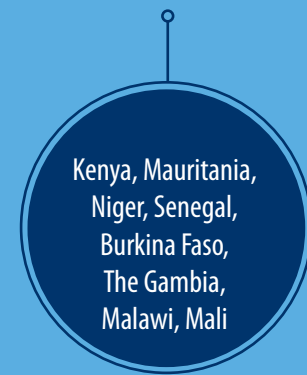 Kenya, Mauritania,
Niger, Senegal,
Burkina Faso,
The Gambia,
Malawi, Mali